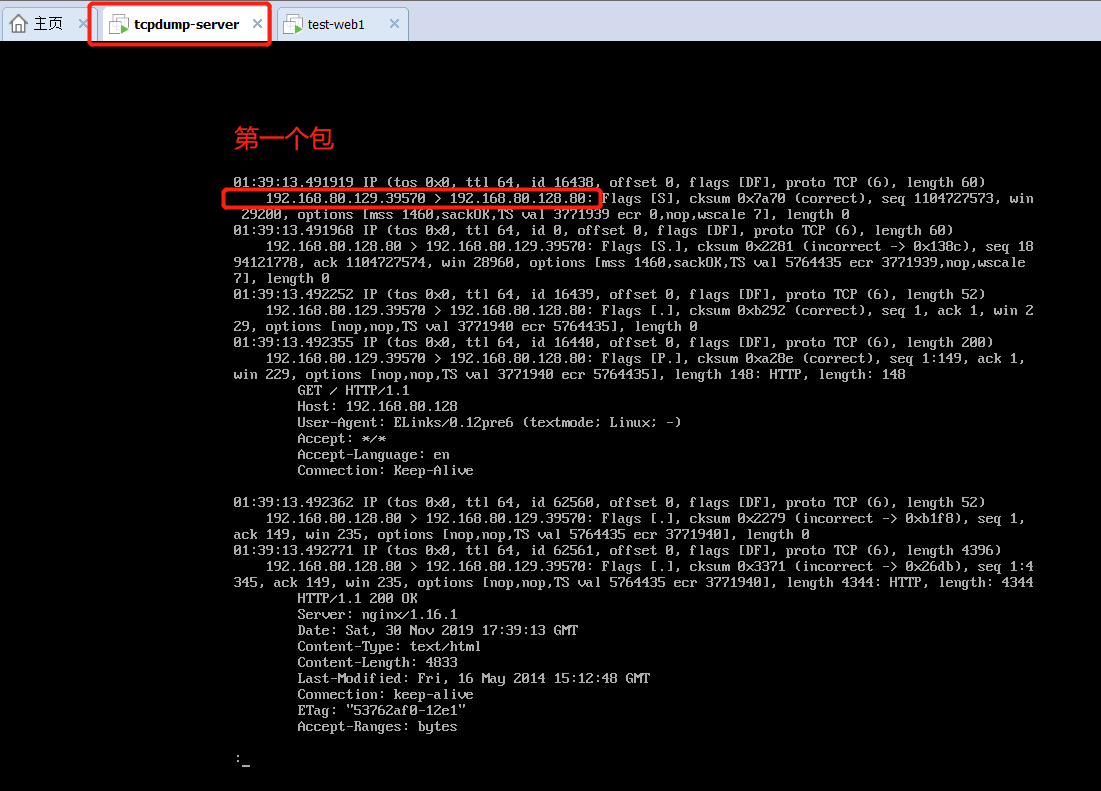 主页
tcpdump-server
test-web1
第一个包
01:39:13.491919 IP (tos 0x0, ttl 64, id 16438, offset 0, flags [DF], proto TCP (6), length 60)
192.168.80.129.39570 > 192.168.80.128.80: Flags [S], cksum 0x7a70 (correct), seq 1104727573, win
29200, options [mss 1460,sackOK,TS val 3771939 ecr 0,nop,wscale 7], length 0
01:39:13.491968 IP (tos 0x0, ttl 64, id 0, offset 0, flags [DF], proto TCP (6), length 60)
192.168.80.128.80 > 192.168.80.129.39570: Flags [S.], cksum 0x2281 (incorrect -> 0x138c), seq 18
94121778, ack 1104727574, win 28960, options [mss 1460,sackOK,TS val 5764435 ecr 3771939,nop,wscale
7], length 0
01:39:13.492252 IP (tos 0x0, ttl 64, id 16439, offset 0, flags [DF], proto TCP (6), length 52)
192.168.80.129.39570 > 192.168.80.128.80: Flags [.], cksum 0xb292 (correct), seq 1, ack 1, win 2
29, options [nop,nop,TS val 3771940 ecr 5764435], length 0
01:39:13.492355 IP (tos 0x0, ttl 64, id 16440, offset 0, flags [DF], proto TCP (6), length 200)
192.168.80.129.39570 > 192.168.80.128.80: Flags [P.], cksum 0xa28e (correct), seq 1:149, ack 1,
win 229, options [nop,nop,TS val 3771940 ecr 5764435], length 148: HTTP, length: 148
GET / HTTP/1.1
Host: 192.168.80.128
User-Agent: ELinks/0.12pre6 (textmode; Linux; -)
Accept: */*
Accept-Language: en
Connection: Keep-Alive
01:39:13.492362 IP (tos 0x0, ttl 64, id 62560, offset 0, flags [DF], proto TCP (6), length 52)
192.168.80.128.80 > 192.168.80.129.39570: Flags [.], cksum 0x2279 (incorrect -> 0xb1f8), seq 1,
ack 149, win 235, options [nop,nop,TS val 5764435 ecr 3771940], length 0
01:39:13.492771 IP (tos 0x0, ttl 64, id 62561, offset 0, flags [DF], proto TCP (6), length 4396)
192.168.80.128.80 > 192.168.80.129.39570: Flags [.], cksum 0x3371 (incorrect -> 0x26db), seq 1:4
345, ack 149, win 235, options [nop,nop,TS val 5764435 ecr 3771940], length 4344: HTTP, length: 4344
HTTP/1.1 200 OK
Server: nginx/1.16.1
Date: Sat, 30 Nov 2019 17:39:13 GMT
Content-Type: text/html
Content-Length: 4833
Last-Modified: Fri, 16 May 2014 15:12:48 GMT
Connection: keep-alive
ETag: "53762af0-12e1"
Accept-Ranges: bytes
:_